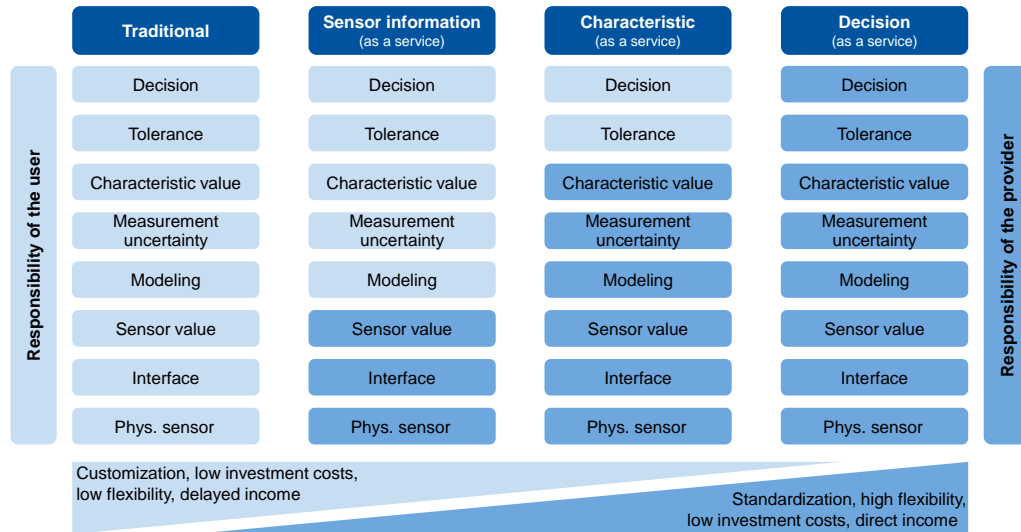 Traditional
Sensor information
(as a service)
Characteristic
(as a service)
Decision
(as a service)
Responsibility of the user
Decision
Decision
Decision
Decision
Tolerance
Tolerance
Tolerance
Tolerance
Characteristic value
Characteristic value
Characteristic value
Characteristic value
Measurement
uncertainty
Measurement
uncertainty
Measurement
uncertainty
Measurement
uncertainty
Modeling
Modeling
Modeling
Modeling
Sensor value
Sensor value
Sensor value
Sensor value
Interface
Interface
Interface
Interface
Phys. sensor
Phys. sensor
Phys. sensor
Phys. sensor
Responsibility of the provider
Customization, low investment costs,
low flexibility, delayed income
Standardization, high flexibility,
low investment costs, direct income